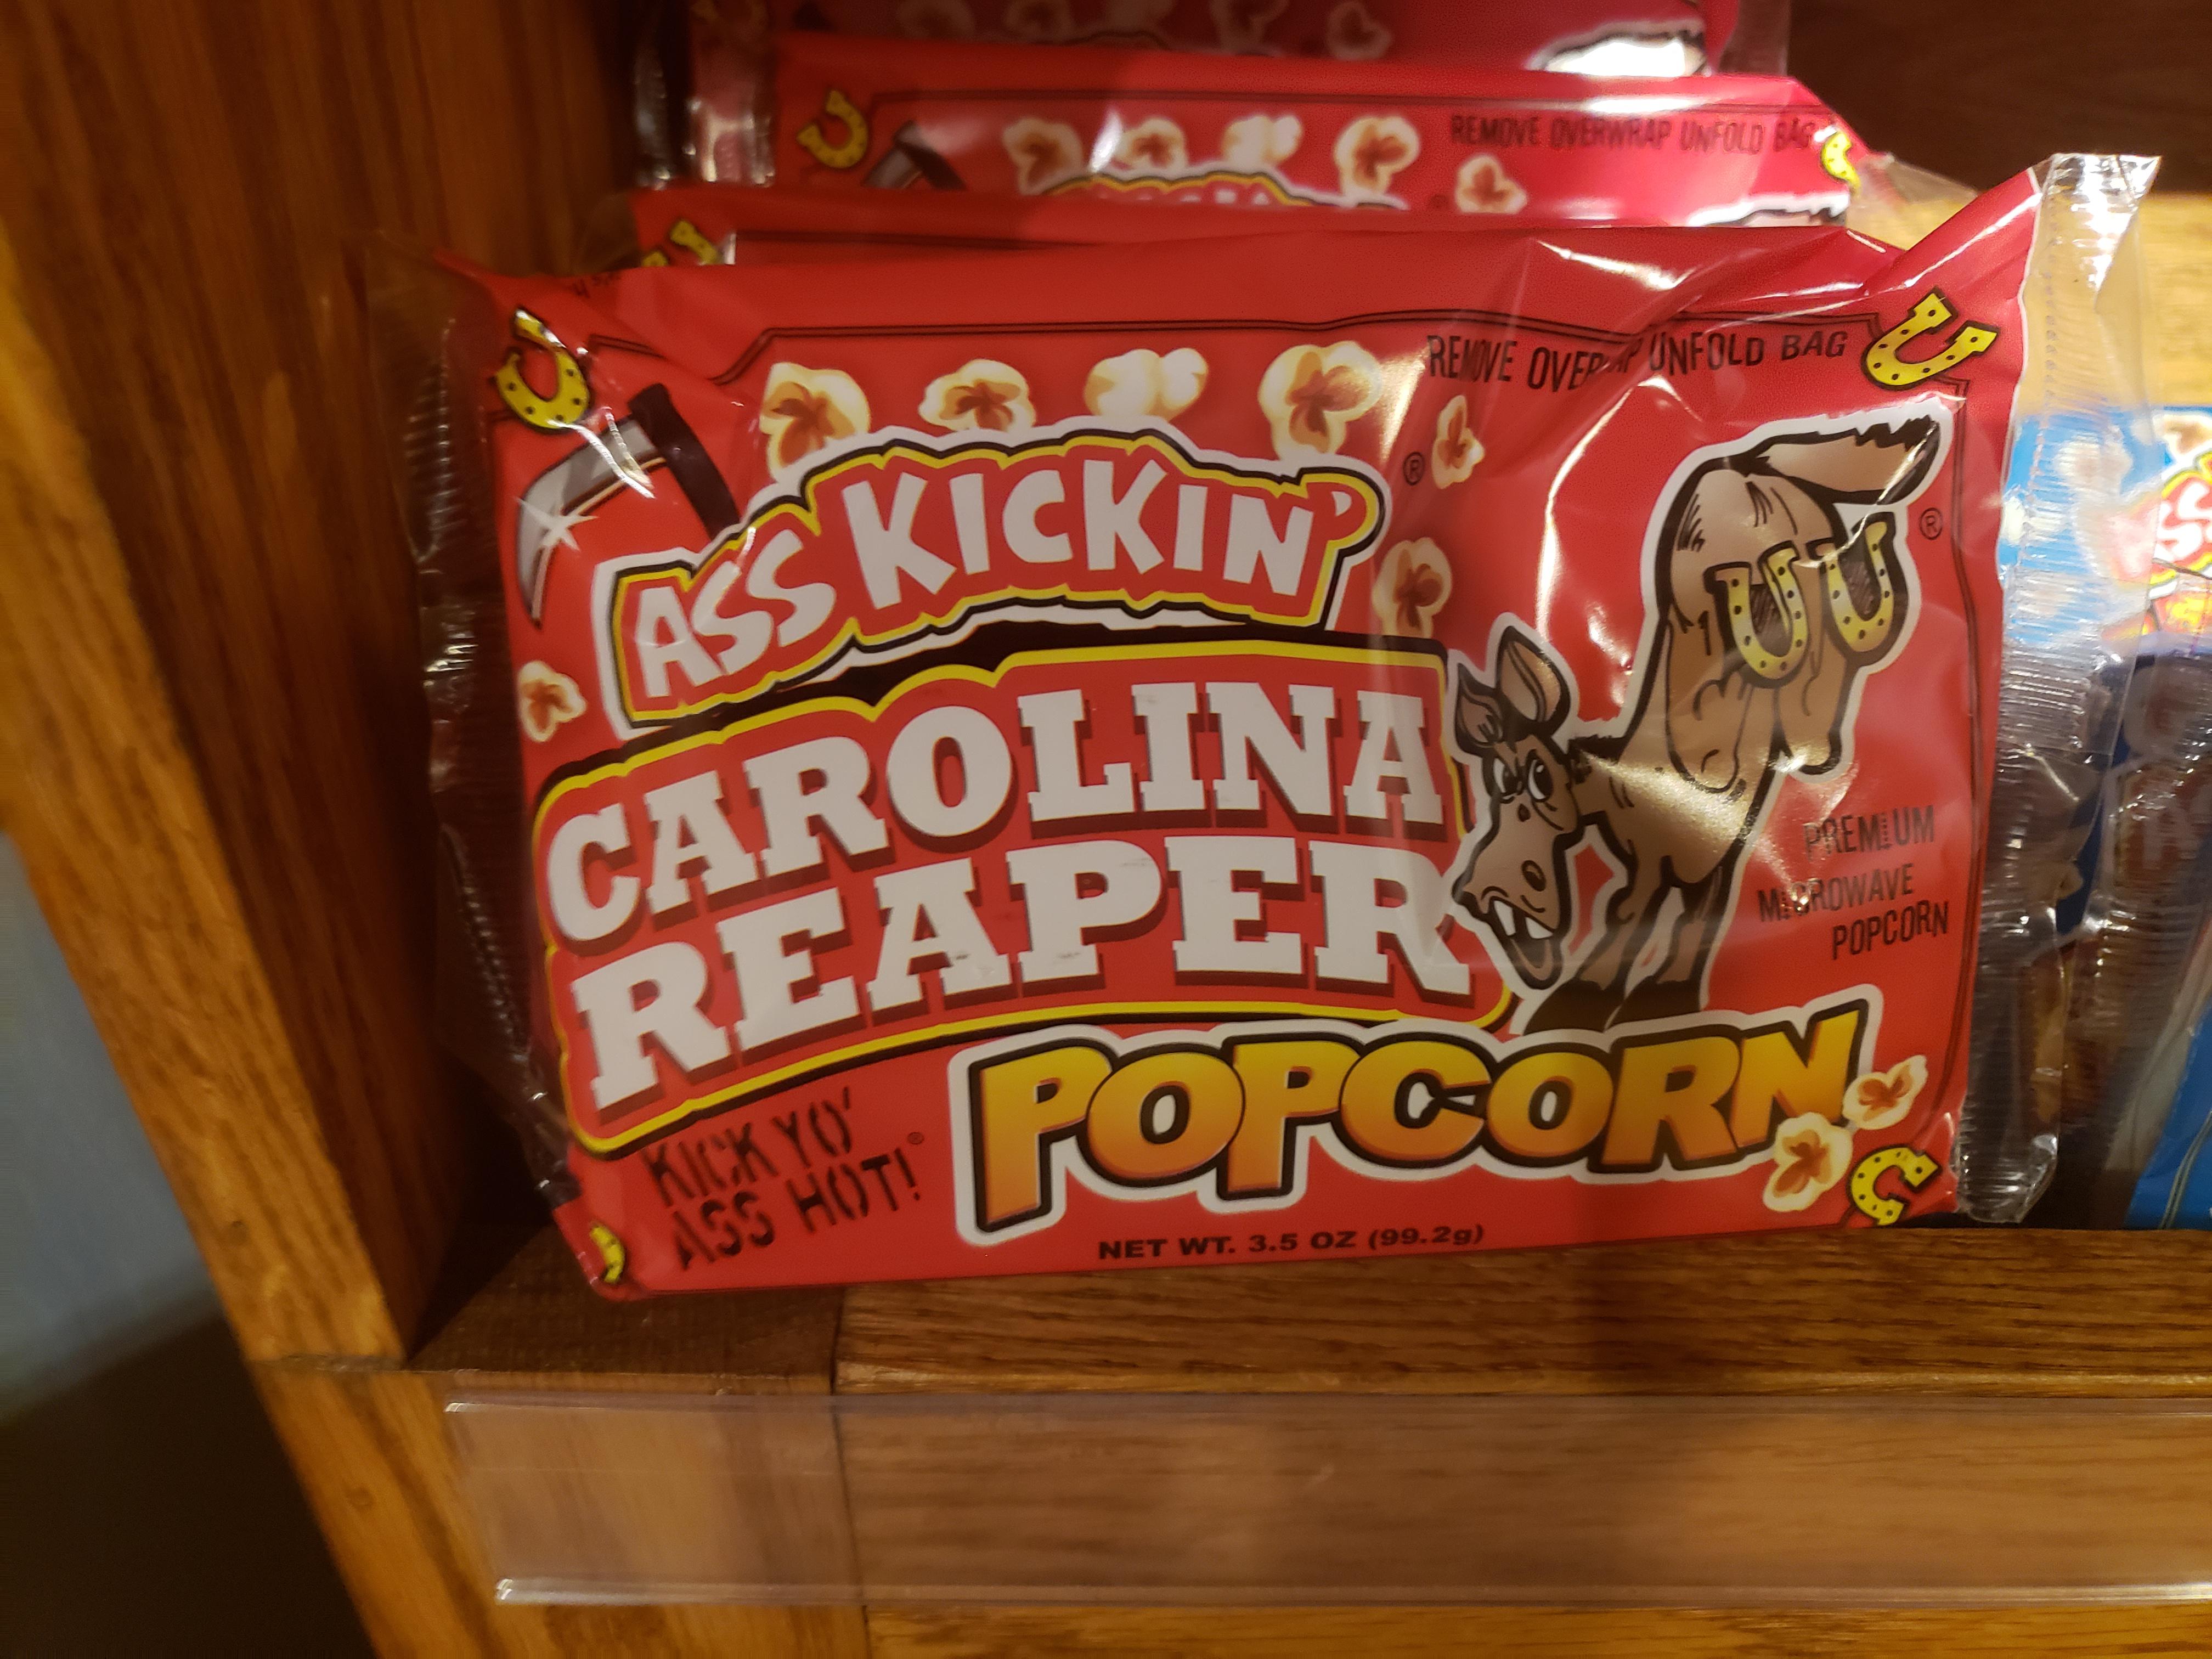 REMOVE OVERWRAP UNFOLD BAG
REMOVE OVERWRAP UNFOLD BAG
ASS KICKIN'®
®
CAROLINA
REAPER
PREMIUM
MICROWAVE
POPCORN
POPCORN
KICK YO'
ASS HOT!®
NET WT. 3.5 OZ (99.2g)